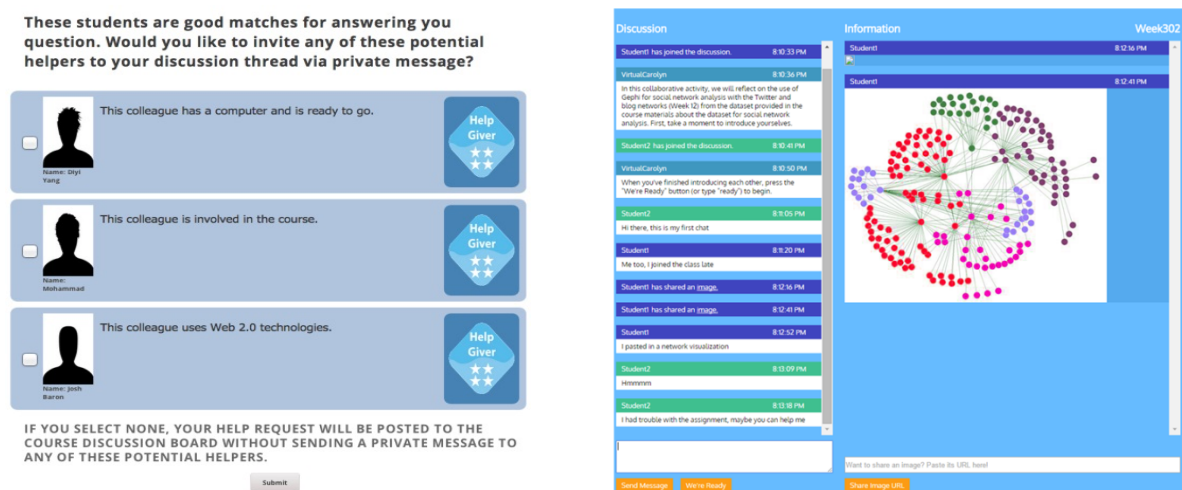 These students are good matches for answering you
question. Would you like to invite any of these potential
helpers to your discussion thread via private message?
This colleague has a computer and is ready to go.
Help
Giver
Name: Diyi
Yang
This colleague is involved in the course.
Help
Giver
Name:
Mohammad
This colleague uses Web 2.0 technologies.
Help
Giver
Name: Josh
Baron
IF YOU SELECT NONE, YOUR HELP REQUEST WILL BE POSTED TO THE
COURSE DISCUSSION BOARD WITHOUT SENDING A PRIVATE MESSAGE TO
ANY OF THESE POTENTIAL HELPERS.
Submit
Discussion
Student1 has joined the discussion. 8:10:33 PM
VirtualCarolyn 8:10:36 PM
In this collaborative activity, we will reflect on the use of
Gephi for social network analysis with the Twitter and
blog networks (Week 12) from the dataset provided in the
course materials about the dataset for social network
analysis. First, take a moment to introduce yourselves.
Student2 has joined the discussion. 8:10:41 PM
VirtualCarolyn 8:10:50 PM
When you've finished introducing each other, press the
"We're Ready" button (or type "ready") to begin.
Student2 8:11:05 PM
Hi there, this is my first chat
Student1 8:11:20 PM
Me too, I joined the class late
Student1 has shared an image. 8:12:16 PM
Student1 has shared an image. 8:12:41 PM
Student1 8:12:52 PM
I pasted in a network visualization
Student2 8:13:09 PM
Hmmmm
Student2 8:13:18 PM
I had trouble with the assignment, maybe you can help me
Send Message We're Ready
Information Week302
Student1 8:12:16 PM
Student1 8:12:41 PM
Want to share an image? Paste its URL here!
Share Image URL